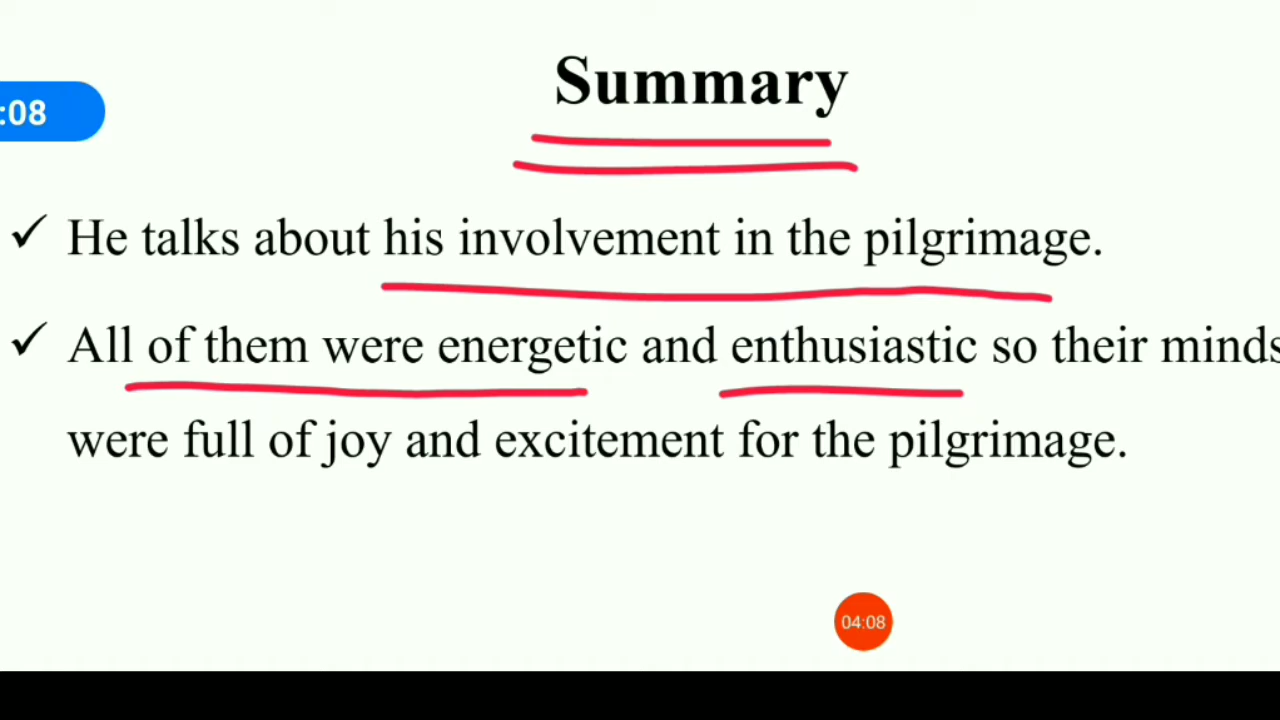 Summary
:08
✓ He talks about his involvement in the pilgrimage.
✓ All of them were energetic and enthusiastic so their minds
were full of joy and excitement for the pilgrimage.
04:08